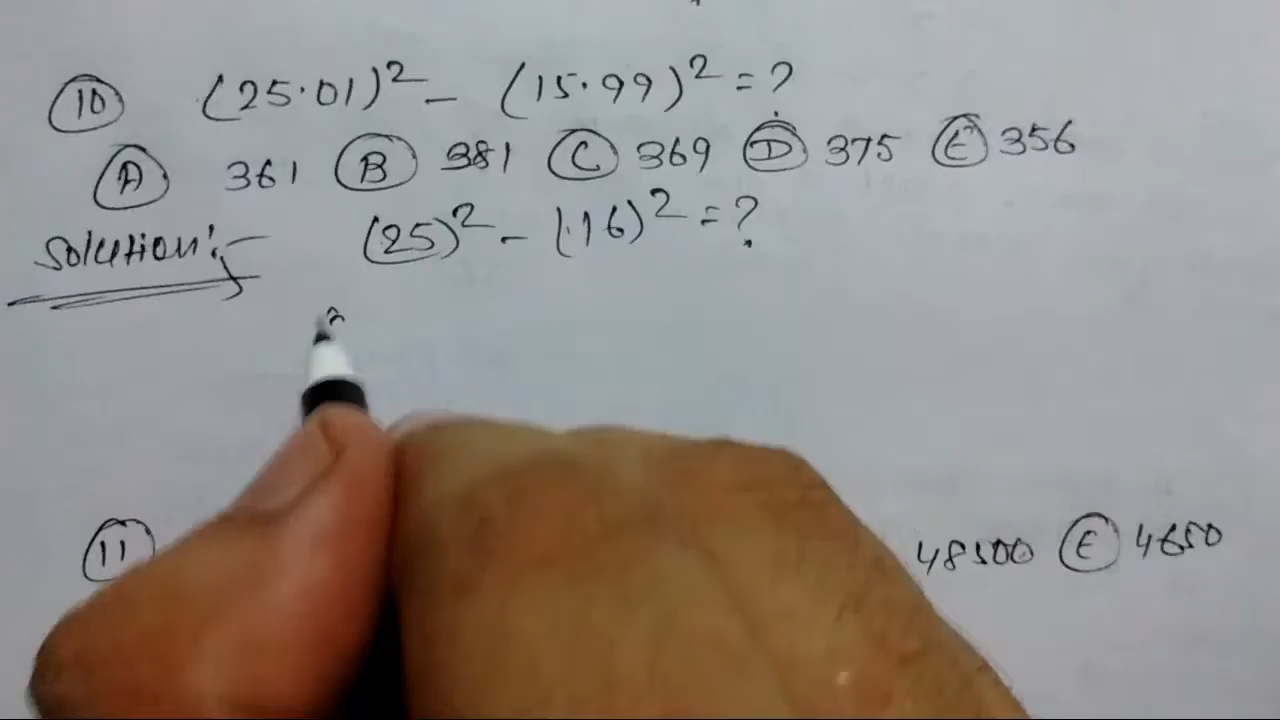 10 (25.01)² - (15.99)² = ?
A 361 B 381 C 369 D 375 E 356
Solution:- (25)² - (16)² = ?
11 48500 E 4650